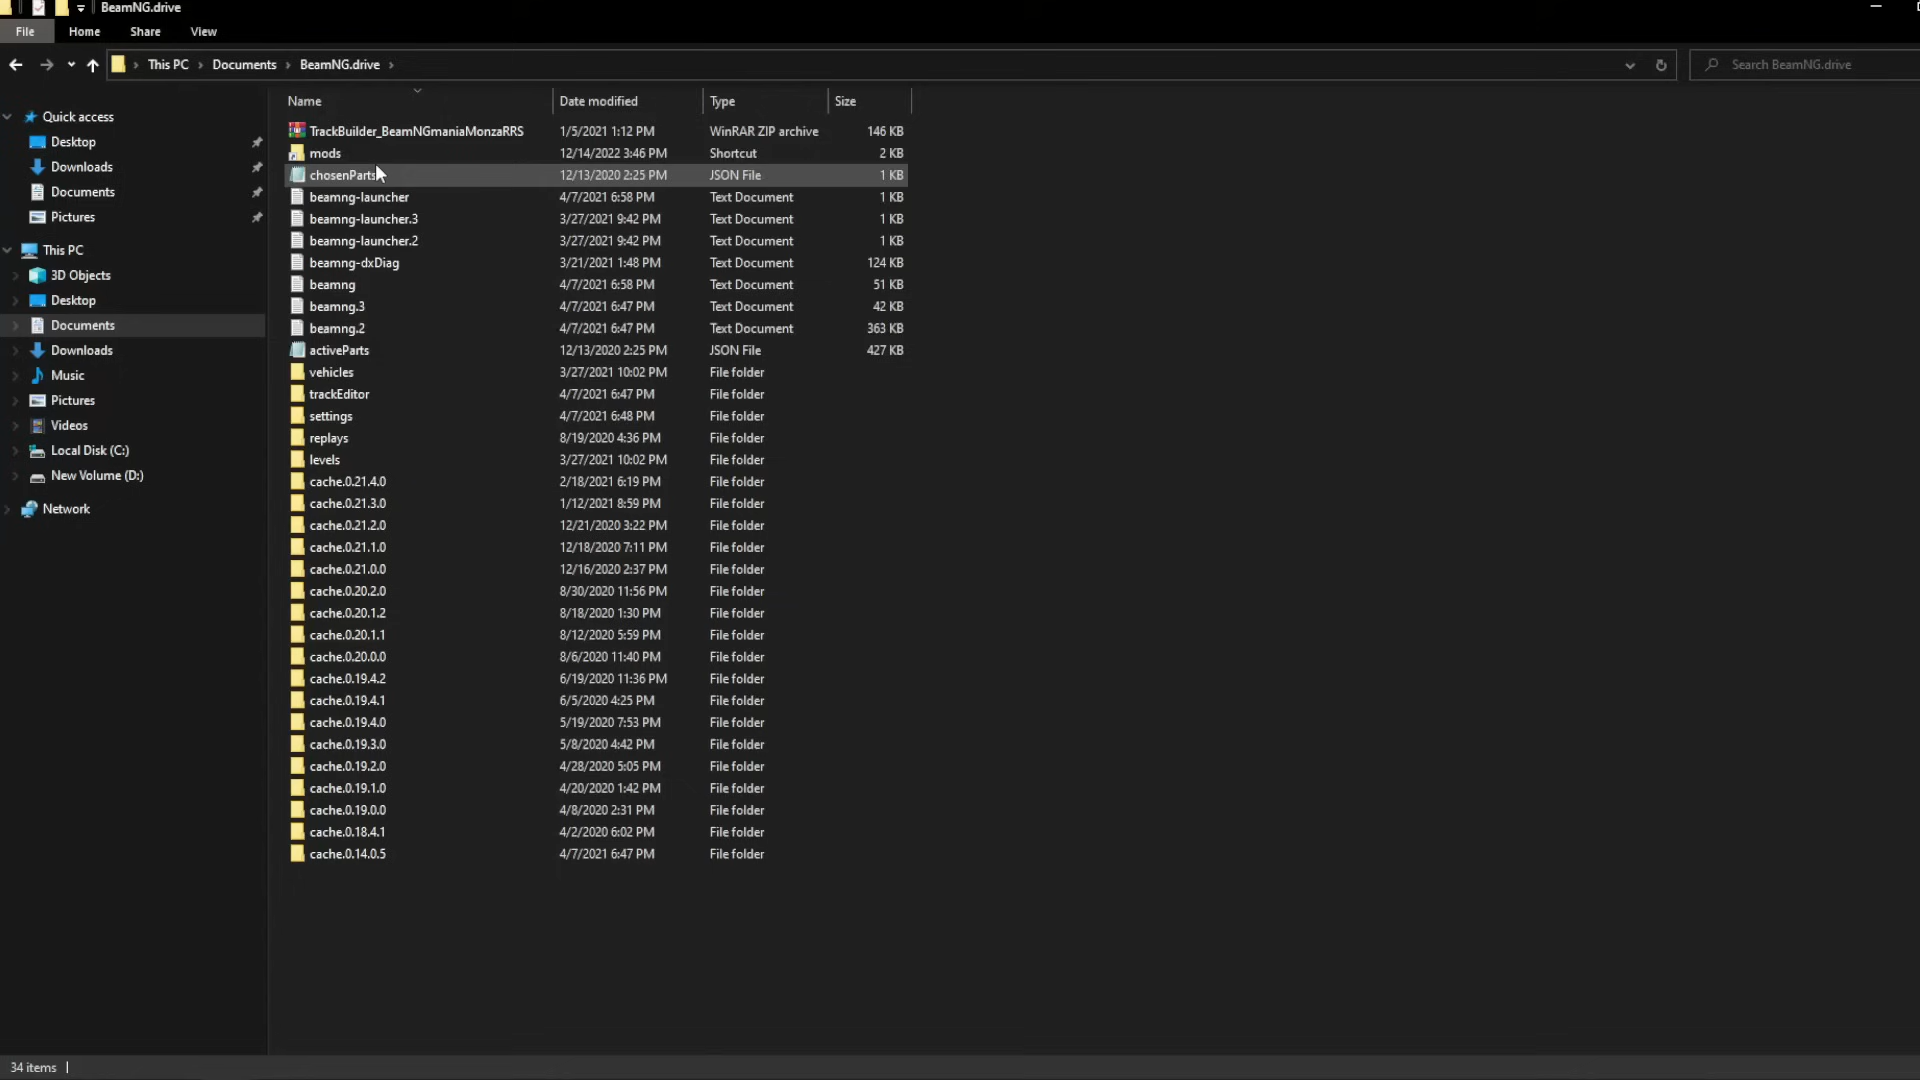 BeamNG.drive
File Home Share View
This PC Documents BeamNG.drive Search BeamNG.drive
Quick access
Desktop
Downloads
Documents
Pictures
This PC
3D Objects
Desktop
Documents
Downloads
Music
Pictures
Videos
Local Disk (C:)
New Volume (D:)
Network
Name Date modified Type Size
TrackBuilder_BeamNGmaniaMonzaRRS 1/5/2021 1:12 PM WinRAR ZIP archive 146 KB
mods 12/14/2022 3:46 PM Shortcut 2 KB
chosenParts 12/13/2020 2:25 PM JSON File 1 KB
beamng-launcher 4/7/2021 6:58 PM Text Document 1 KB
beamng-launcher.3 3/27/2021 9:42 PM Text Document 1 KB
beamng-launcher.2 3/27/2021 9:42 PM Text Document 1 KB
beamng-dxDiag 3/21/2021 1:48 PM Text Document 124 KB
beamng 4/7/2021 6:58 PM Text Document 51 KB
beamng.3 4/7/2021 6:47 PM Text Document 42 KB
beamng.2 4/7/2021 6:47 PM Text Document 363 KB
activeParts 12/13/2020 2:25 PM JSON File 427 KB
vehicles 3/27/2021 10:02 PM File folder
trackEditor 4/7/2021 6:47 PM File folder
settings 4/7/2021 6:48 PM File folder
replays 8/19/2020 4:36 PM File folder
levels 3/27/2021 10:02 PM File folder
cache.0.21.4.0 2/18/2021 6:19 PM File folder
cache.0.21.3.0 1/12/2021 8:59 PM File folder
cache.0.21.2.0 12/21/2020 3:22 PM File folder
cache.0.21.1.0 12/18/2020 7:11 PM File folder
cache.0.21.0.0 12/16/2020 2:37 PM File folder
cache.0.20.2.0 8/30/2020 11:56 PM File folder
cache.0.20.1.2 8/18/2020 1:30 PM File folder
cache.0.20.1.1 8/12/2020 5:59 PM File folder
cache.0.20.0.0 8/6/2020 11:40 PM File folder
cache.0.19.4.2 6/19/2020 11:36 PM File folder
cache.0.19.4.1 6/5/2020 4:25 PM File folder
cache.0.19.4.0 5/19/2020 7:53 PM File folder
cache.0.19.3.0 5/8/2020 4:42 PM File folder
cache.0.19.2.0 4/28/2020 5:05 PM File folder
cache.0.19.1.0 4/20/2020 1:42 PM File folder
cache.0.19.0.0 4/8/2020 2:31 PM File folder
cache.0.18.4.1 4/2/2020 6:02 PM File folder
cache.0.14.0.5 4/7/2021 6:47 PM File folder
34 items